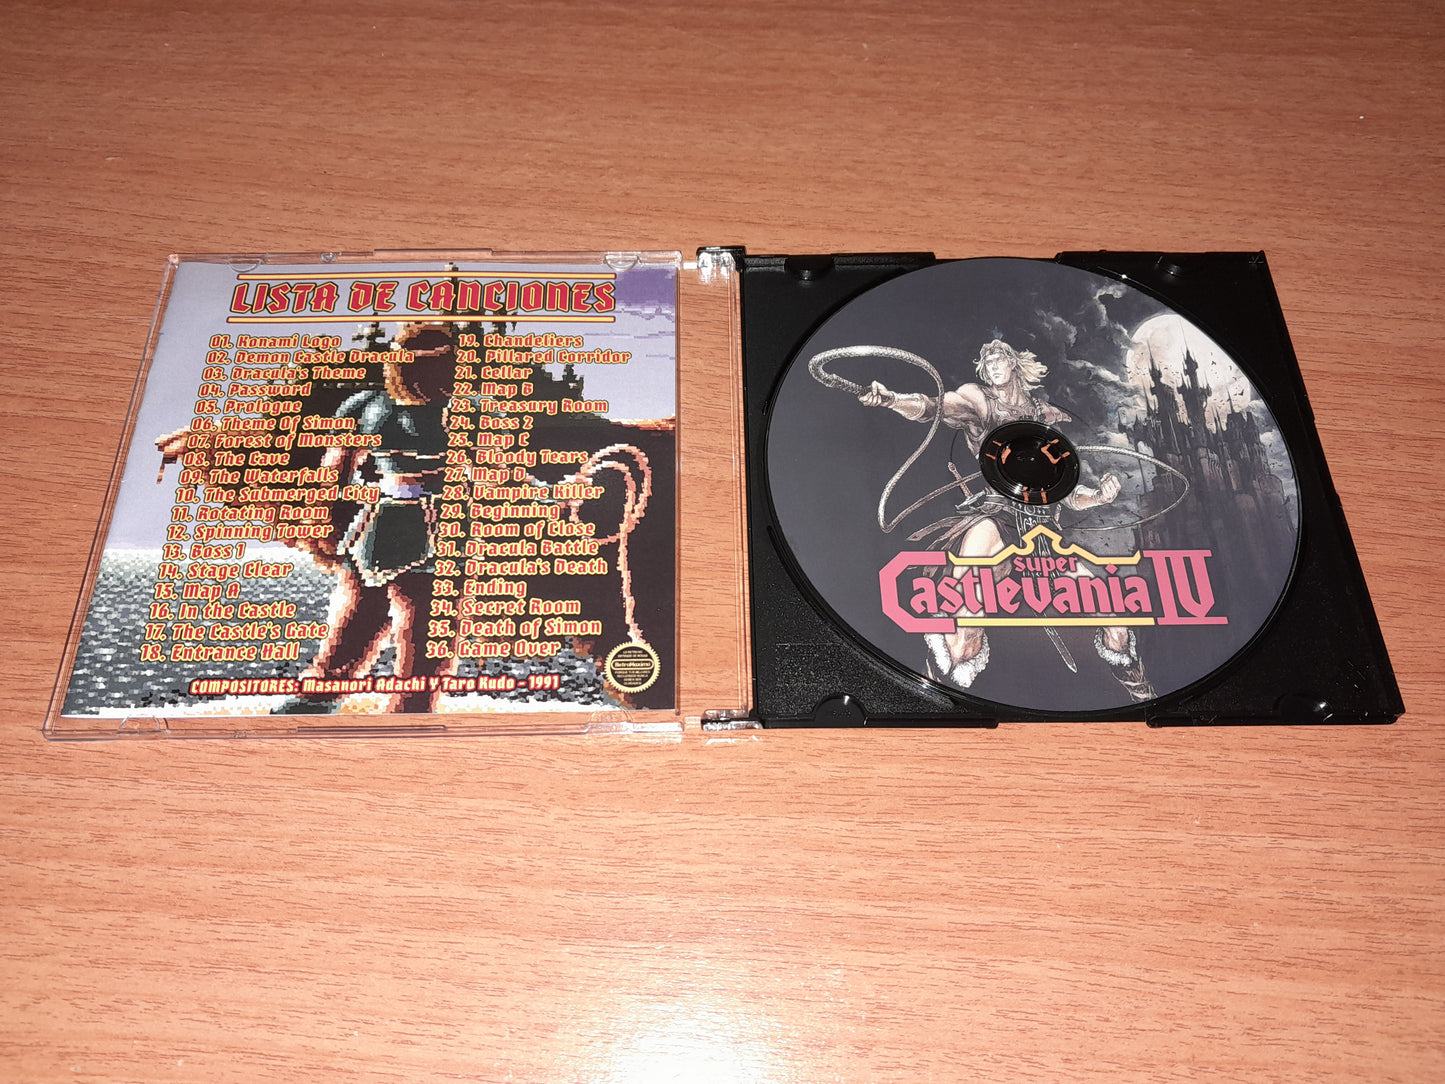 LISTA DE CANCIONES
01. Konami Logo
02. Demon Castle Dracula
03. Dracula's Theme
04. Password
05. Prologue
06. Theme Of Simon
07. Forest of Monsters
08. The Cave
09. The Waterfalls
10. The Submerged City
11. Rotating Room
12. Spinning Tower
13. Boss 1
14. Stage Clear
15. Map A
16. In the Castle
17. The Castle's Gate
18. Entrance Hall
19. Chandeliers
20. Pillared Corridor
21. Cellar
22. Map B
23. Treasury Room
24. Boss 2
25. Map C
26. Bloody Tears
27. Map D
28. Vampire Killer
29. Beginning
30. Room of Close
31. Dracula Battle
32. Dracula's Death
33. Ending
34. Secret Room
35. Death of Simon
36. Game Over
COMPOSITORES: Masanori Adachi Y Taro Kudo - 1991
RetroManima
super
Castlevania IV